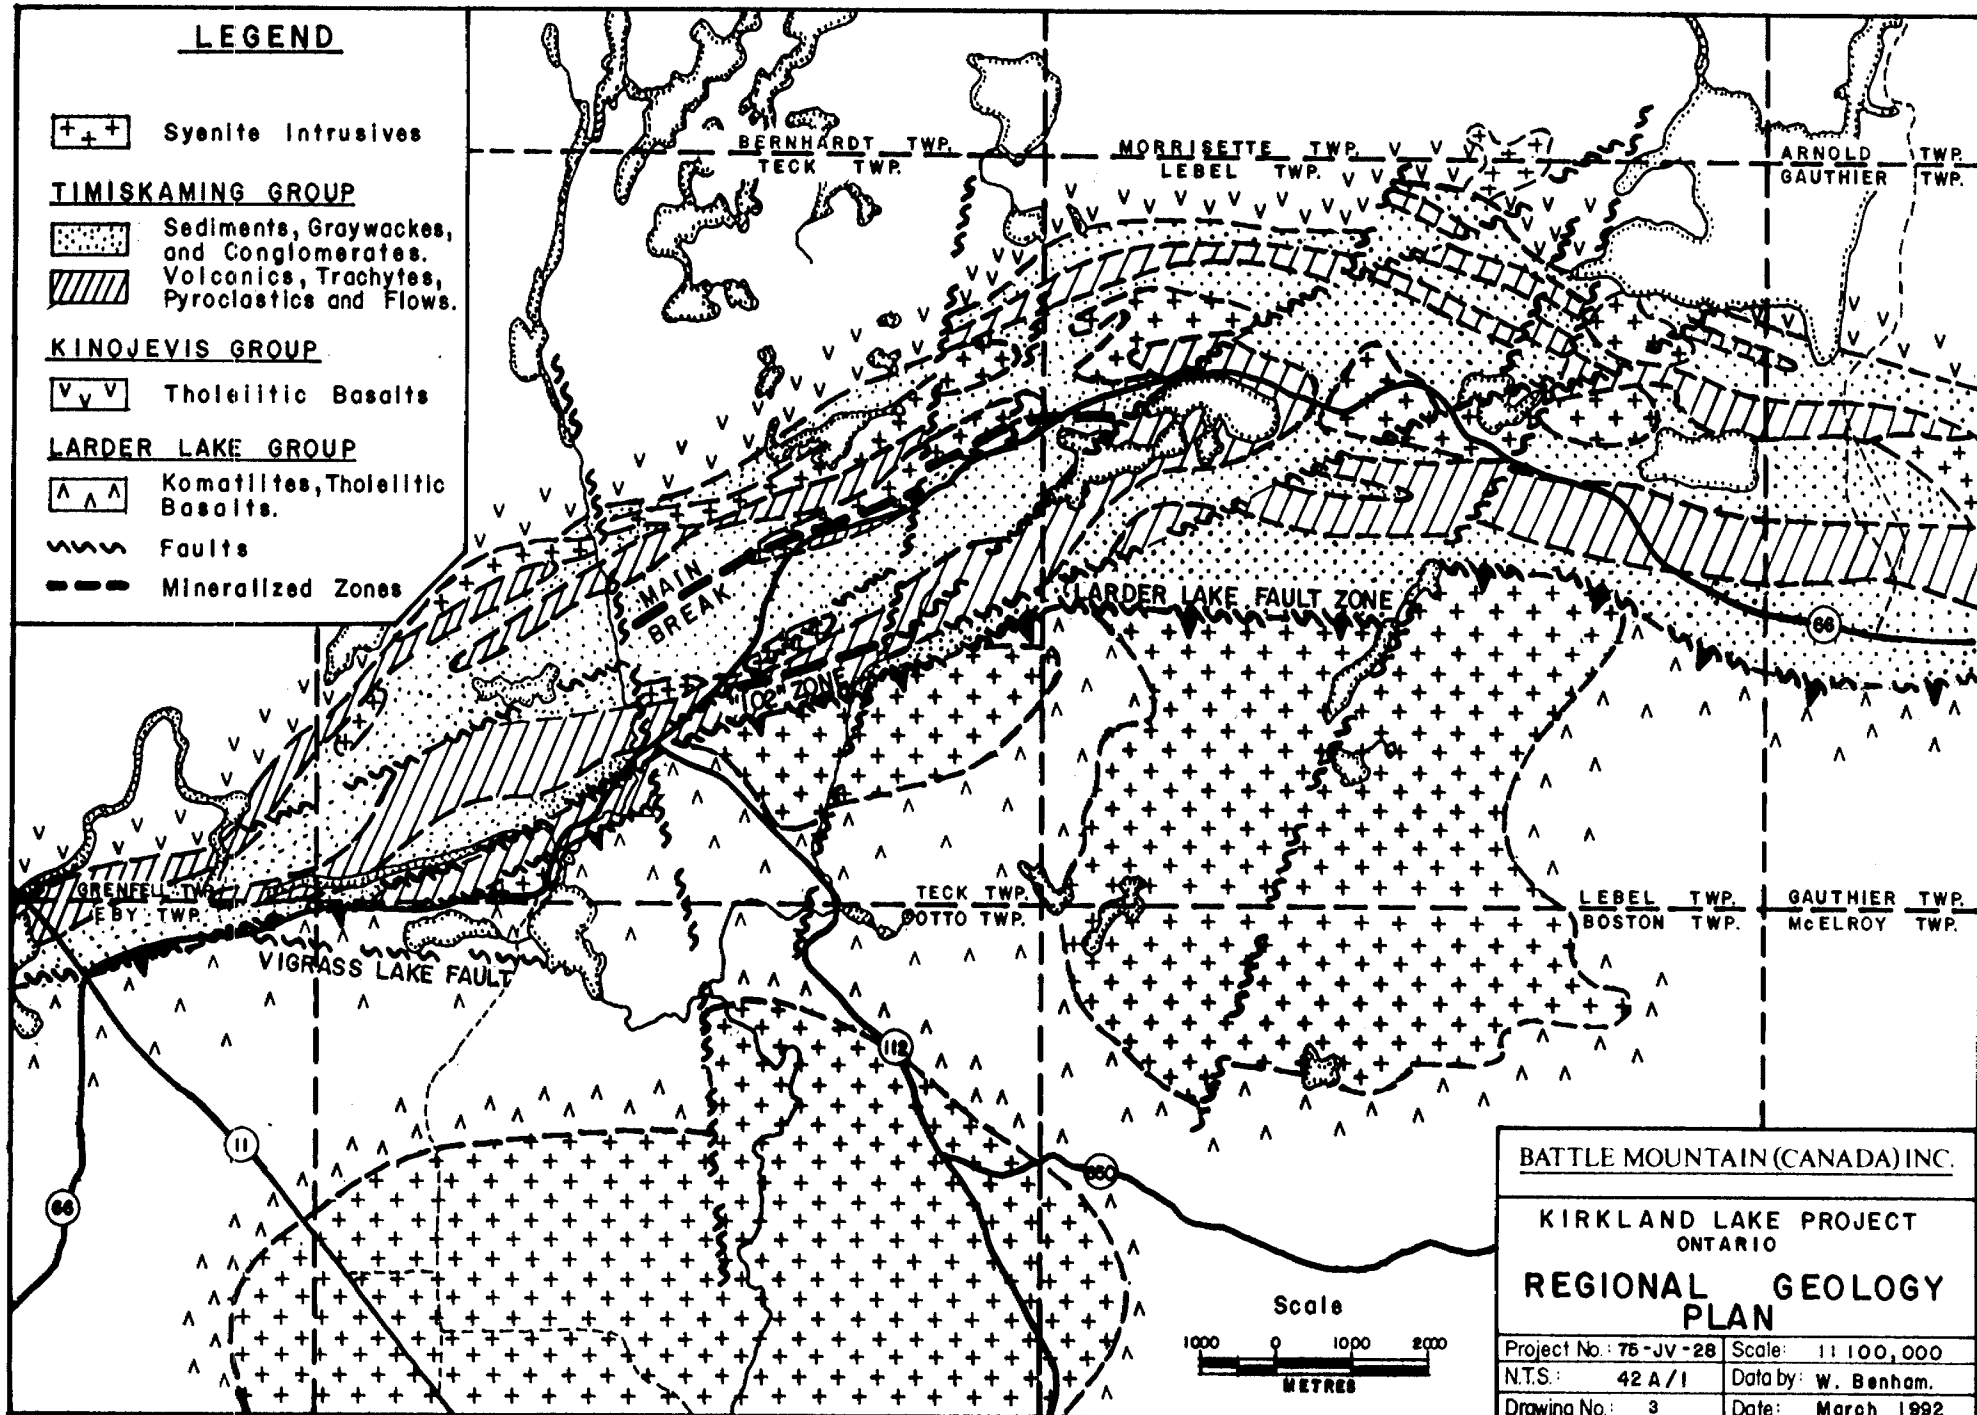 LEGEND
Syenite Intrusives
TIMISKAMING GROUP
Sediments, Graywackes,
and Conglomerates.
Volcanics, Trachytes,
Pyroclastics and Flows.
KINOJEVIS GROUP
Tholeiitic Basalts
LARDER LAKE GROUP
Komatiites, Tholeiitic
Basalts.
Faults
Mineralized Zones
BERNHARDT TWP.
TECK TWP.
MORRISETTE TWP.
LEBEL TWP.
ARNOLD TWP.
GAUTHIER TWP.
MAIN
BREAK
LARDER LAKE FAULT ZONE
66
ZONE
GRENFELL TWP.
EBY TWP.
TECK TWP.
OTTO TWP.
LEBEL TWP.
BOSTON TWP.
GAUTHIER TWP.
McELROY TWP.
VIGRASS LAKE FAULT
112
11
66
BATTLE MOUNTAIN (CANADA) INC.
KIRKLAND LAKE PROJECT
ONTARIO
REGIONAL GEOLOGY
PLAN
Project No.: 75-JV-28
Scale: 1:100,000
N.T.S.: 42 A/1
Data by: W. Benham.
Drawing No.: 3
Date: March 1992
Scale
1000 0 1000 2000
METRES